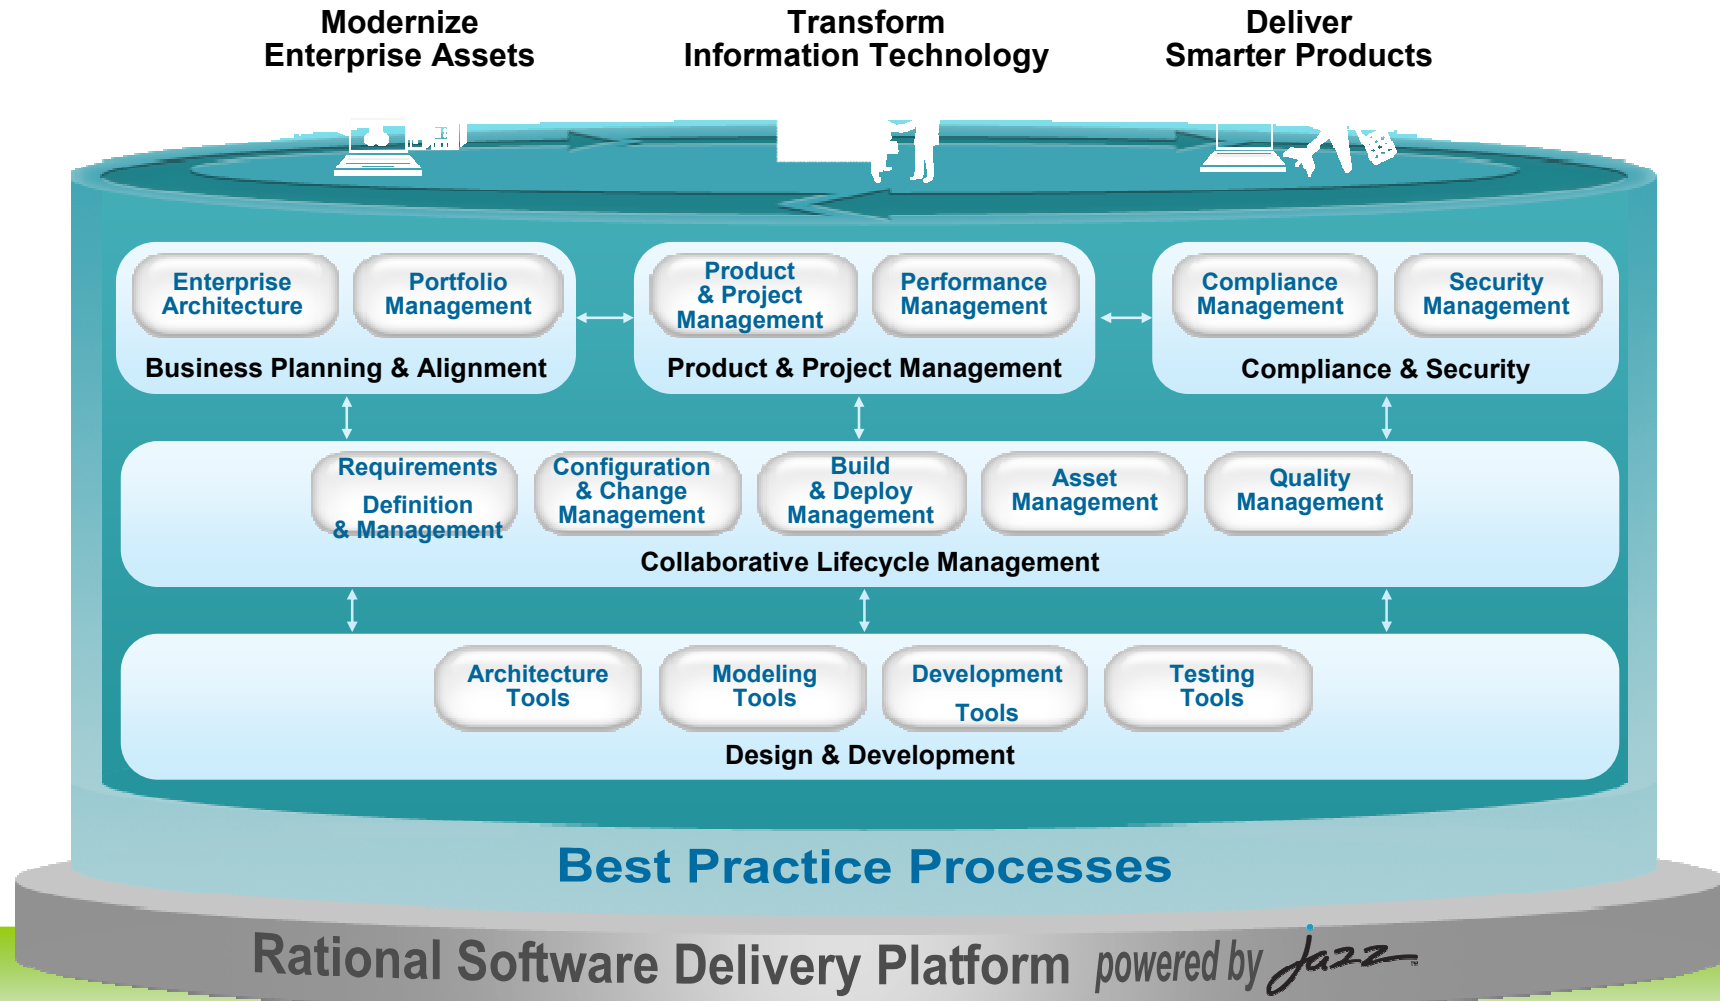 Modernize
Enterprise Assets
Transform
Information Technology
Deliver
Smarter Products
Enterprise
Architecture
Portfolio
Management
Business Planning & Alignment
Product
& Project
Management
Performance
Management
Product & Project Management
Compliance
Management
Security
Management
Compliance & Security
Requirements
Definition
& Management
Configuration
& Change
Management
Build
& Deploy
Management
Asset
Management
Quality
Management
Collaborative Lifecycle Management
Architecture
Tools
Modeling
Tools
Development
Tools
Testing
Tools
Design & Development
Best Practice Processes
Rational Software Delivery Platform powered by jazz